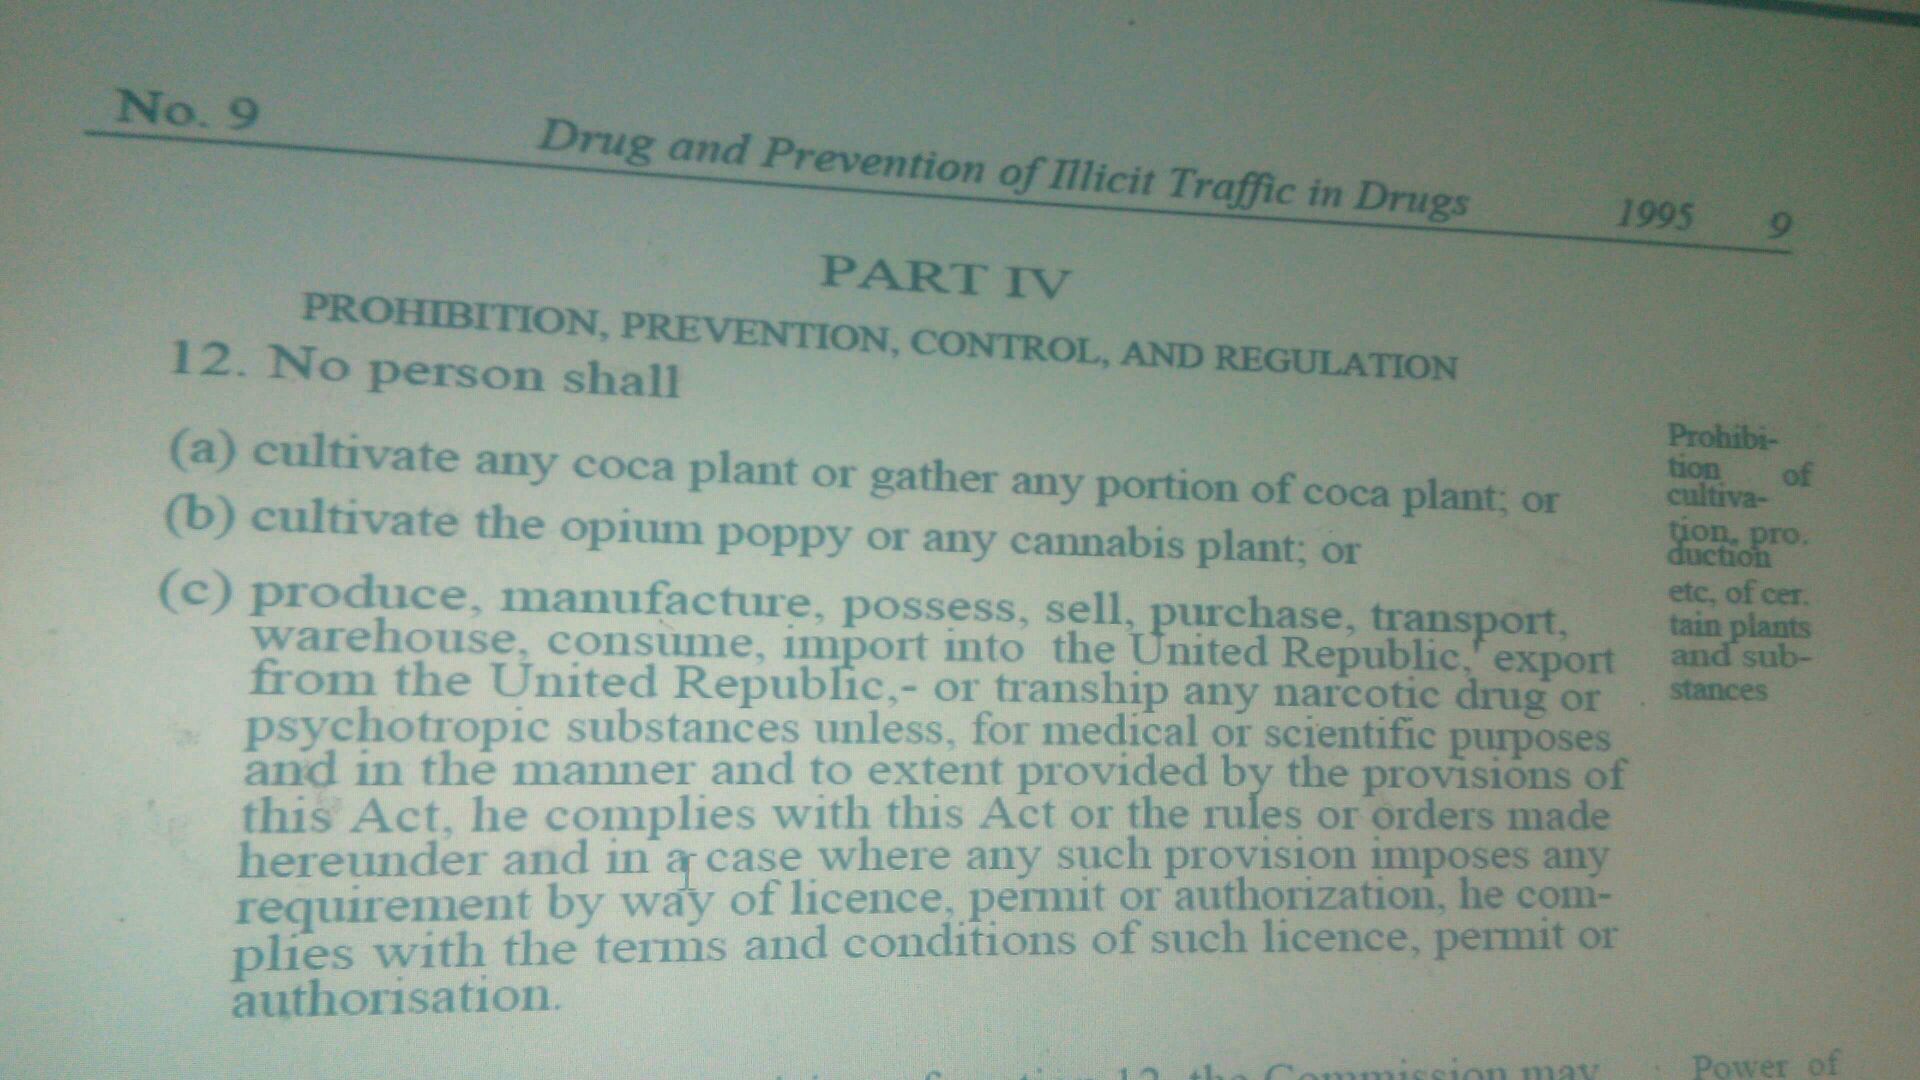 No. 9 Drug and Prevention of Illicit Traffic in Drugs 1995 9
PART IV
PROHIBITION, PREVENTION, CONTROL, AND REGULATION
12. No person shall
(a) cultivate any coca plant or gather any portion of coca plant; or
(b) cultivate the opium poppy or any cannabis plant; or
(c) produce, manufacture, possess, sell, purchase, transport,
warehouse, consume, import into the United Republic,' export
from the United Republic,- or tranship any narcotic drug or
psychotropic substances unless, for medical or scientific purposes
and in the manner and to extent provided by the provisions of
this Act, he complies with this Act or the rules or orders made
hereunder and in a case where any such provision imposes any
requirement by way of licence, permit or authorization, he com-
plies with the terms and conditions of such licence, permit or
authorisation.
Prohibi-
tion of
cultiva-
tion, pro.
duction
etc, of cer.
tain plants
and sub-
stances
12 the Commission may
Power of